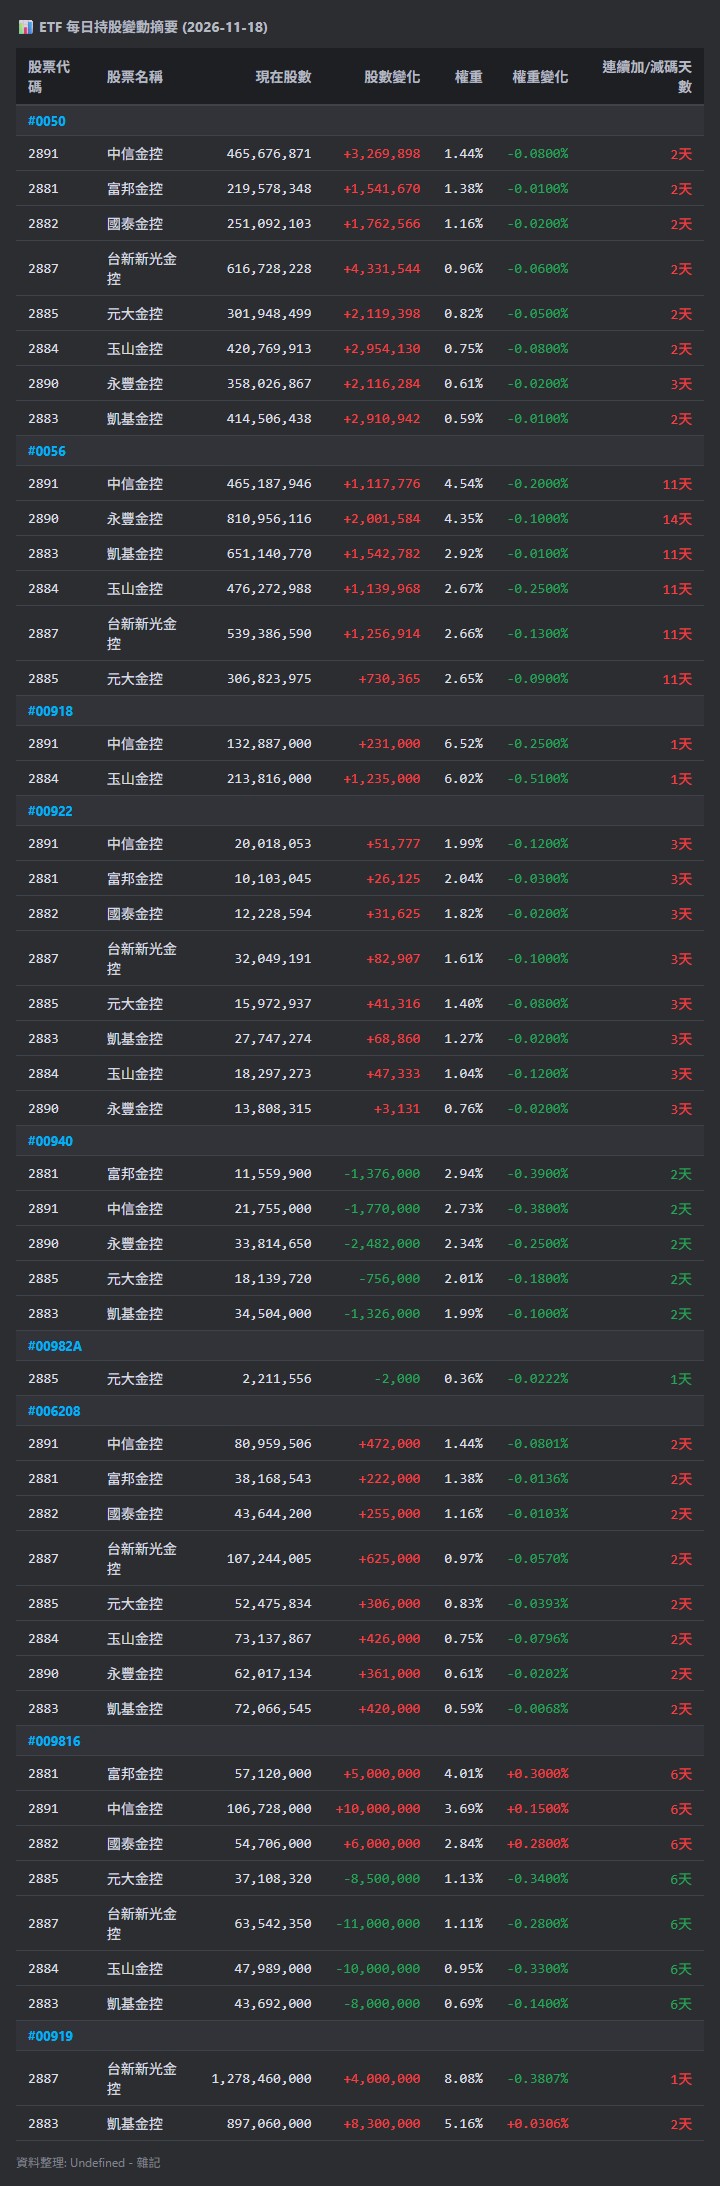 📊 ETF 每日持股變動摘要 (2026-11-18)
股票代碼 股票名稱 現在股數 股數變化 權重 權重變化 連續加/減碼天數
#0050
2891 中信金控 465,676,871 +3,269,898 1.44% -0.0800% 2天
2881 富邦金控 219,578,348 +1,541,670 1.38% -0.0100% 2天
2882 國泰金控 251,092,103 +1,762,566 1.16% -0.0200% 2天
2887 台新新光金控 616,728,228 +4,331,544 0.96% -0.0600% 2天
2885 元大金控 301,948,499 +2,119,398 0.82% -0.0500% 2天
2884 玉山金控 420,769,913 +2,954,130 0.75% -0.0800% 2天
2890 永豐金控 358,026,867 +2,116,284 0.61% -0.0200% 3天
2883 凱基金控 414,506,438 +2,910,942 0.59% -0.0100% 2天
#0056
2891 中信金控 465,187,946 +1,117,776 4.54% -0.2000% 11天
2890 永豐金控 810,956,116 +2,001,584 4.35% -0.1000% 14天
2883 凱基金控 651,140,770 +1,542,782 2.92% -0.0100% 11天
2884 玉山金控 476,272,988 +1,139,968 2.67% -0.2500% 11天
2887 台新新光金控 539,386,590 +1,256,914 2.66% -0.1300% 11天
2885 元大金控 306,823,975 +730,365 2.65% -0.0900% 11天
#00918
2891 中信金控 132,887,000 +231,000 6.52% -0.2500% 1天
2884 玉山金控 213,816,000 +1,235,000 6.02% -0.5100% 1天
#00922
2891 中信金控 20,018,053 +51,777 1.99% -0.1200% 3天
2881 富邦金控 10,103,045 +26,125 2.04% -0.0300% 3天
2882 國泰金控 12,228,594 +31,625 1.82% -0.0200% 3天
2887 台新新光金控 32,049,191 +82,907 1.61% -0.1000% 3天
2885 元大金控 15,972,937 +41,316 1.40% -0.0800% 3天
2883 凱基金控 27,747,274 +68,860 1.27% -0.0200% 3天
2884 玉山金控 18,297,273 +47,333 1.04% -0.1200% 3天
2890 永豐金控 13,808,315 +3,131 0.76% -0.0200% 3天
#00940
2881 富邦金控 11,559,900 -1,376,000 2.94% -0.3900% 2天
2891 中信金控 21,755,000 -1,770,000 2.73% -0.3800% 2天
2890 永豐金控 33,814,650 -2,482,000 2.34% -0.2500% 2天
2885 元大金控 18,139,720 -756,000 2.01% -0.1800% 2天
2883 凱基金控 34,504,000 -1,326,000 1.99% -0.1000% 2天
#00982A
2885 元大金控 2,211,556 -2,000 0.36% -0.0222% 1天
#006208
2891 中信金控 80,959,506 +472,000 1.44% -0.0801% 2天
2881 富邦金控 38,168,543 +222,000 1.38% -0.0136% 2天
2882 國泰金控 43,644,200 +255,000 1.16% -0.0103% 2天
2887 台新新光金控 107,244,005 +625,000 0.97% -0.0570% 2天
2885 元大金控 52,475,834 +306,000 0.83% -0.0393% 2天
2884 玉山金控 73,137,867 +426,000 0.75% -0.0796% 2天
2890 永豐金控 62,017,134 +361,000 0.61% -0.0202% 2天
2883 凱基金控 72,066,545 +420,000 0.59% -0.0068% 2天
#009816
2881 富邦金控 57,120,000 +5,000,000 4.01% +0.3000% 6天
2891 中信金控 106,728,000 +10,000,000 3.69% +0.1500% 6天
2882 國泰金控 54,706,000 +6,000,000 2.84% +0.2800% 6天
2885 元大金控 37,108,320 -8,500,000 1.13% -0.3400% 6天
2887 台新新光金控 63,542,350 -11,000,000 1.11% -0.2800% 6天
2884 玉山金控 47,989,000 -10,000,000 0.95% -0.3300% 6天
2883 凱基金控 43,692,000 -8,000,000 0.69% -0.1400% 6天
#00919
2887 台新新光金控 1,278,460,000 +4,000,000 8.08% -0.3807% 1天
2883 凱基金控 897,060,000 +8,300,000 5.16% +0.0306% 2天
資料整理: Undefined - 雜記